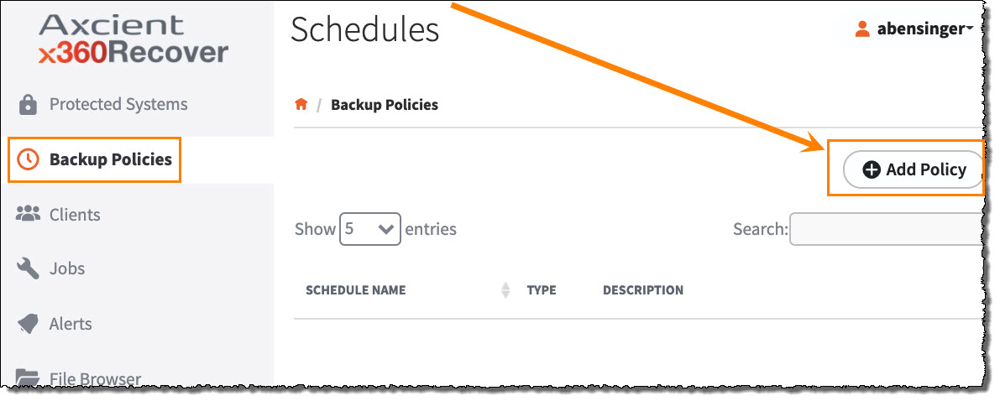 Axcient
x360Recover
Schedules
abensinger
Protected Systems
/ Backup Policies
Backup Policies
Add Policy
Clients
Show 5 entries
Search:
Jobs
SCHEDULE NAME TYPE DESCRIPTION
Alerts
File Browser